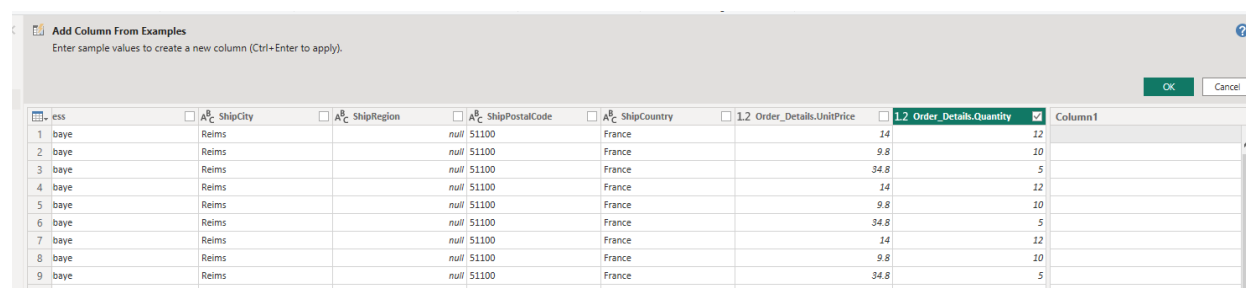 Add Column From Examples
Enter sample values to create a new column (Ctrl+Enter to apply).
?
OK Cancel
ess ABC ShipCity ABC ShipRegion ABC ShipPostalCode ABC ShipCountry 1.2 Order_Details.UnitPrice 1.2 Order_Details.Quantity Column1
1 baye Reims null 51100 France 14 12
2 baye Reims null 51100 France 9.8 10
3 baye Reims null 51100 France 34.8 5
4 baye Reims null 51100 France 14 12
5 baye Reims null 51100 France 9.8 10
6 baye Reims null 51100 France 34.8 5
7 baye Reims null 51100 France 14 12
8 baye Reims null 51100 France 9.8 10
9 baye Reims null 51100 France 34.8 5